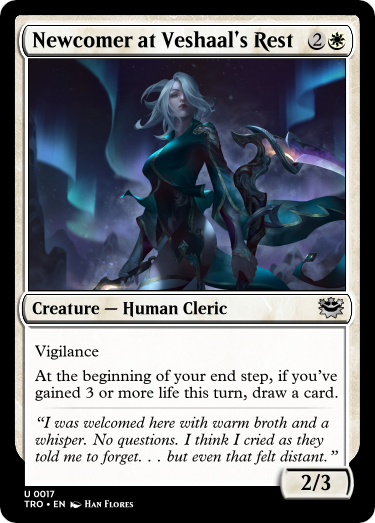 Newcomer at Veshaal's Rest 2
Creature — Human Cleric
Vigilance
At the beginning of your end step, if you've
gained 3 or more life this turn, draw a card.
“I was welcomed here with warm broth and a
whisper. No questions. I think I cried as they
told me to forget. . . but even that felt distant.”
2/3
U 0017
TRO • EN Han Flores